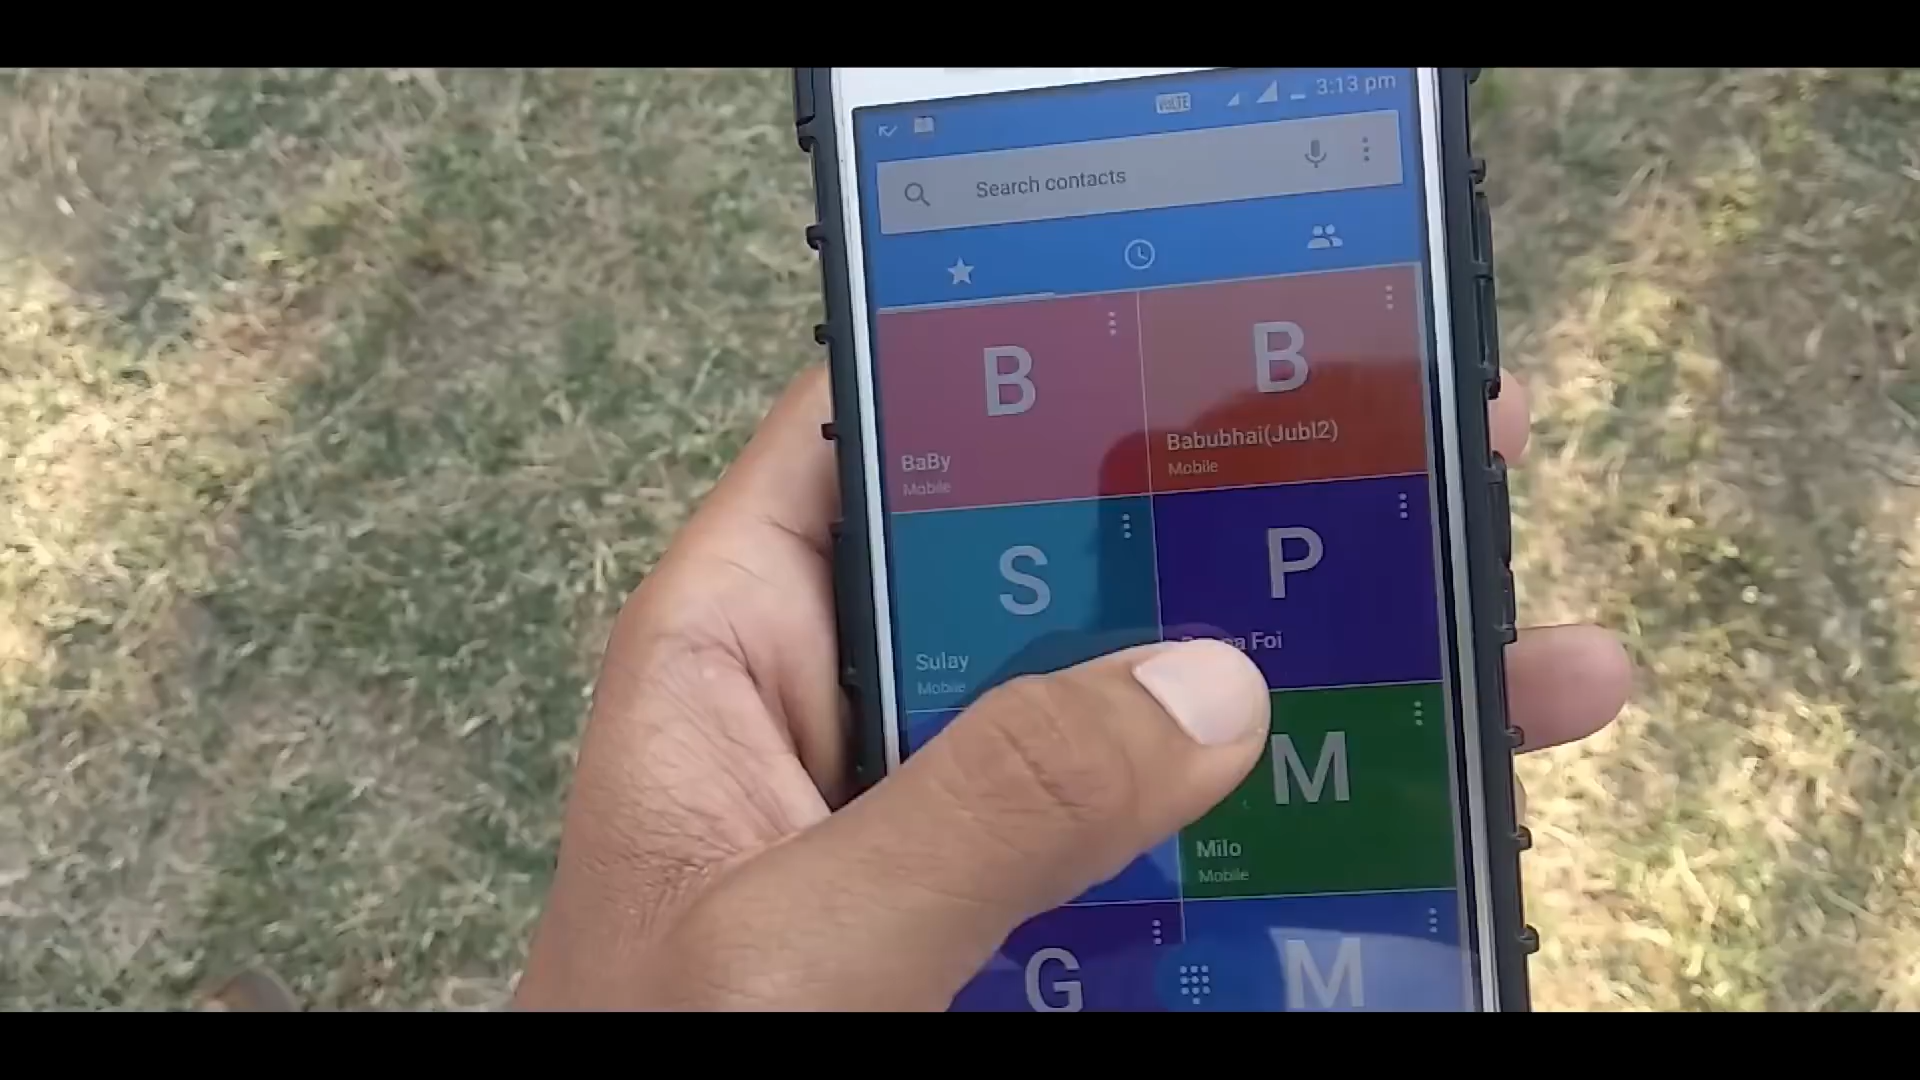 VoLTE 3:13 pm
Search contacts
B
BaBy
Mobile
B
Babubhai(Jubl2)
Mobile
S
Sulay
Mobile
P
Foi
M
Milo
Mobile
G
M